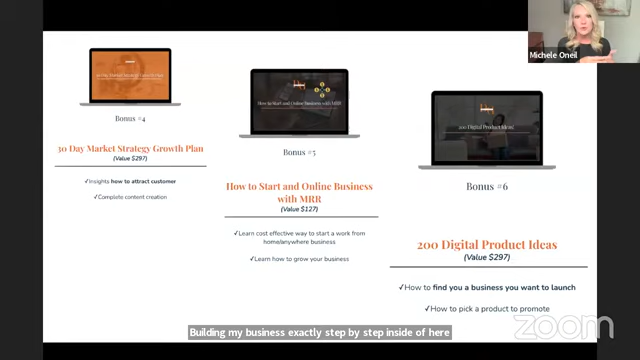 Michele Oneil
Bonus #4
30 Day Market Strategy Growth Plan
(Value $297)
✓Insights how to attract customer
✓Complete content creation
How to Start and Online Business with MRR
Bonus #5
How to Start and Online Business
with MRR
(Value $127)
✓Learn cost effective way to start a work from
home/anywhere business
✓Learn how to grow your business
200 Digital Product Ideas
Bonus #6
200 Digital Product Ideas
(Value $297)
✓How to find you a business you want to launch
✓How to pick a product to promote
Building my business exactly step by step inside of here
zoom